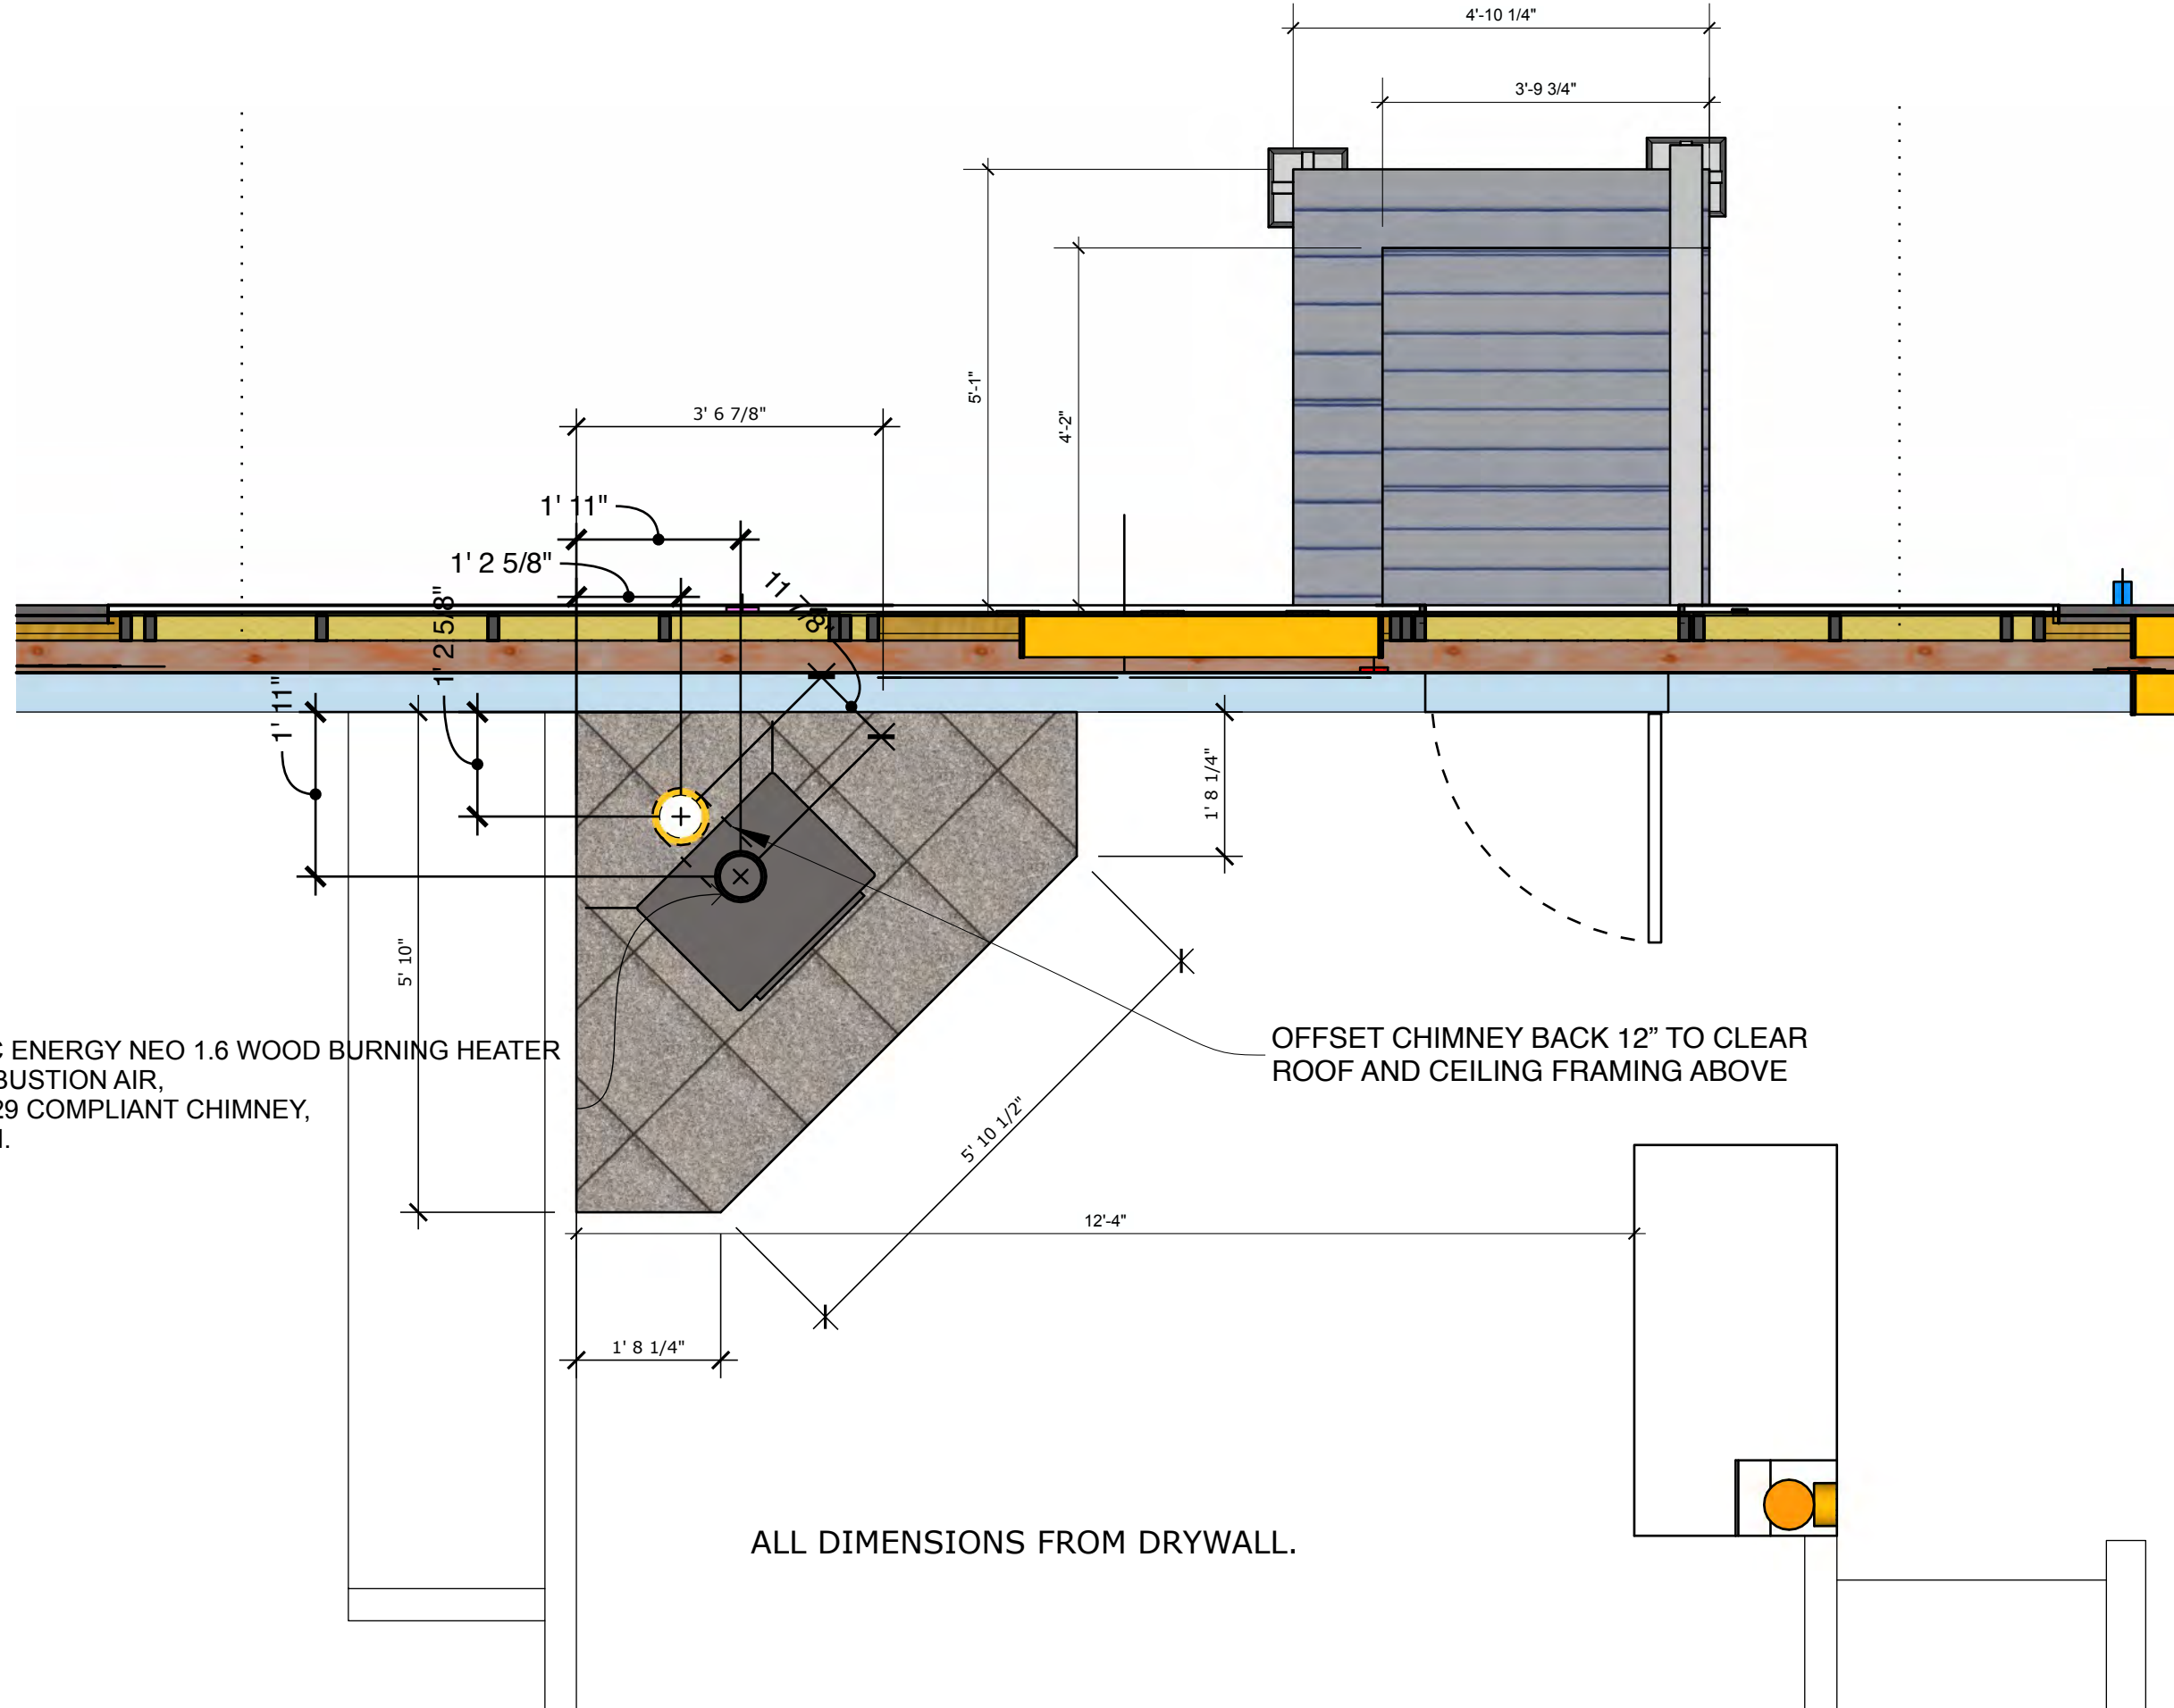 4'-10 1/4"
3'-9 3/4"
5'-1"
4'-2"
3' 6 7/8"
1' 11"
1' 2 5/8"
11 7/8"
1' 2 5/8"
1' 11"
1' 8 1/4"
5' 10"
ENERGY NEO 1.6 WOOD BURNING HEATER
BUSTION AIR,
29 COMPLIANT CHIMNEY,
OFFSET CHIMNEY BACK 12” TO CLEAR
ROOF AND CEILING FRAMING ABOVE
5' 10 1/2"
12'-4"
1' 8 1/4"
ALL DIMENSIONS FROM DRYWALL.